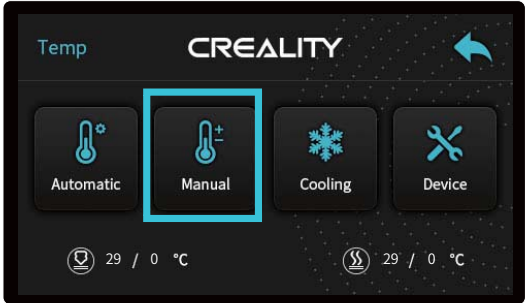 Temp CREALITY
Automatic Manual Cooling Device
29 / 0 °C 29 / 0 °C